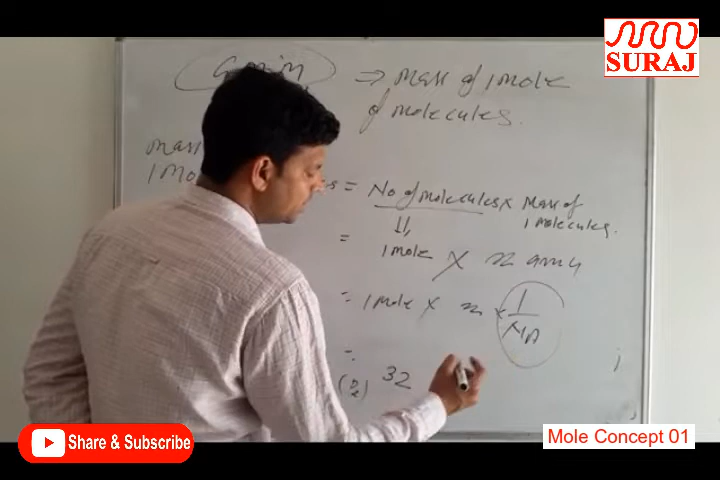 SURAJ
⇒ Mass of 1 Mole
of Molecules.
Mass
1 Mo
= No of Molecules x Mass of
1 molecules.
⇓
= 1 Mole x amu
= 1 Mole x x 1/NA
=
(O2) 32
Share & Subscribe
Mole Concept 01